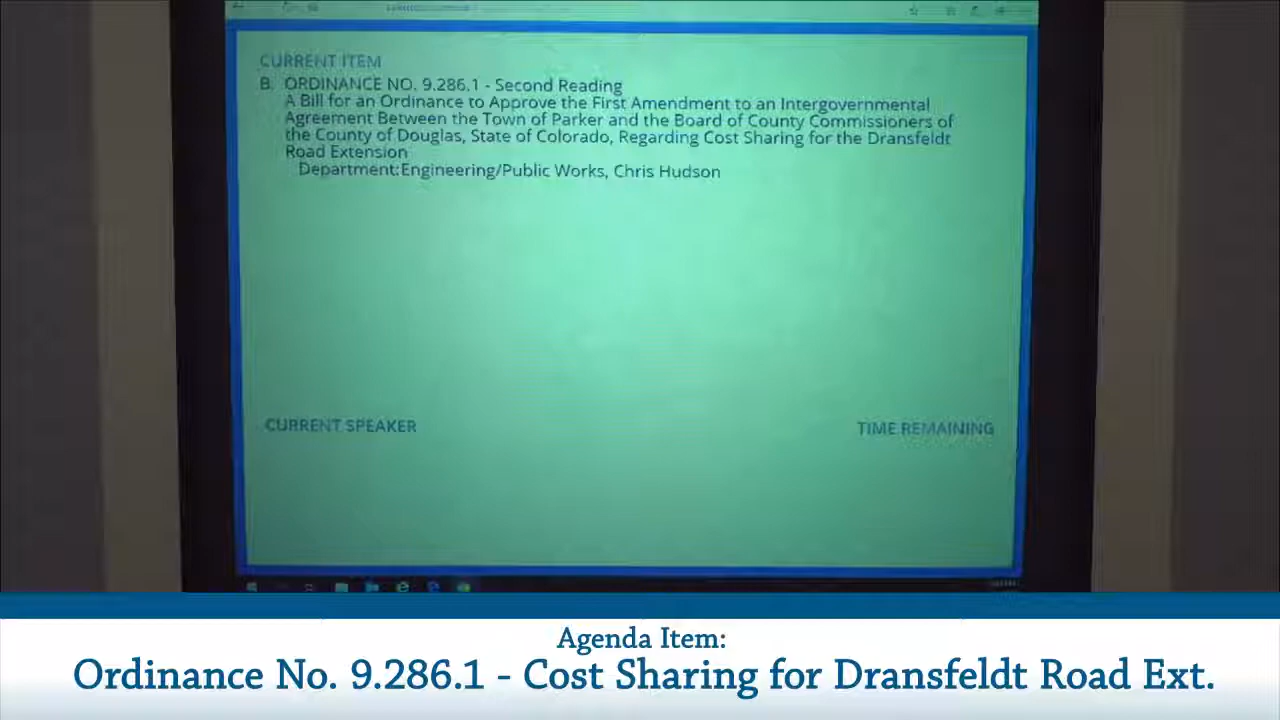 CURRENT ITEM
B. ORDINANCE NO. 9.286.1 - Second Reading
A Bill for an Ordinance to Approve the First Amendment to an Intergovernmental
Agreement Between the Town of Parker and the Board of County Commissioners of
the County of Douglas, State of Colorado, Regarding Cost Sharing for the Dransfeldt
Road Extension
Department:Engineering/Public Works, Chris Hudson
CURRENT SPEAKER
TIME REMAINING
Agenda Item:
Ordinance No. 9.286.1 - Cost Sharing for Dransfeldt Road Ext.